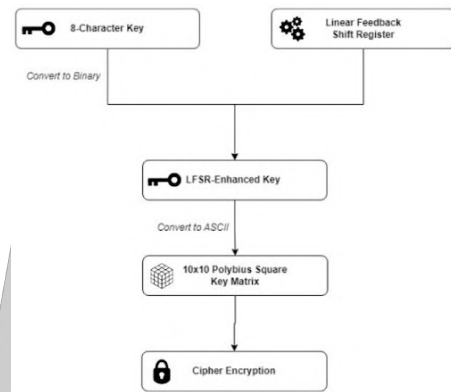 8-Character Key
Linear Feedback
Shift Register
Convert to Binary
LFSR-Enhanced Key
Convert to ASCII
10x10 Polybius Square
Key Matrix
Cipher Encryption